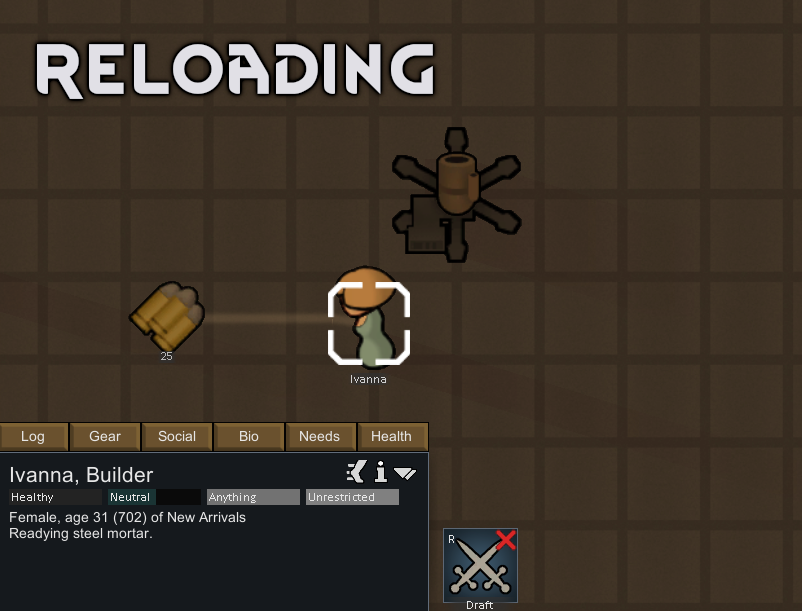 RELOADING
25
Ivanna
Log Gear Social Bio Needs Health
Ivanna, Builder
Healthy Neutral Anything Unrestricted
Female, age 31 (702) of New Arrivals
Readying steel mortar.
R
Draft